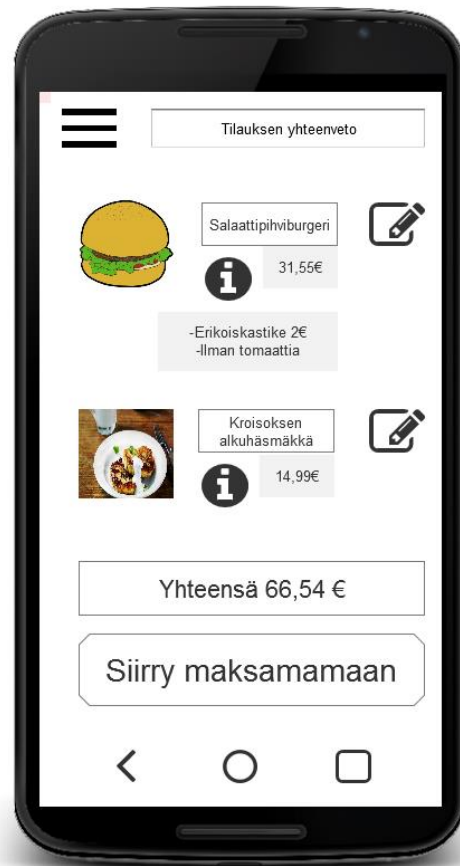 Tilauksen yhteenveto
Salaattipihviburgeri
31,55€
-Erikoiskastike 2€
-Ilman tomaattia
Kroisoksen
alkuhäsmäkkä
14,99€
Yhteensä 66,54 €
Siirry maksamamaan